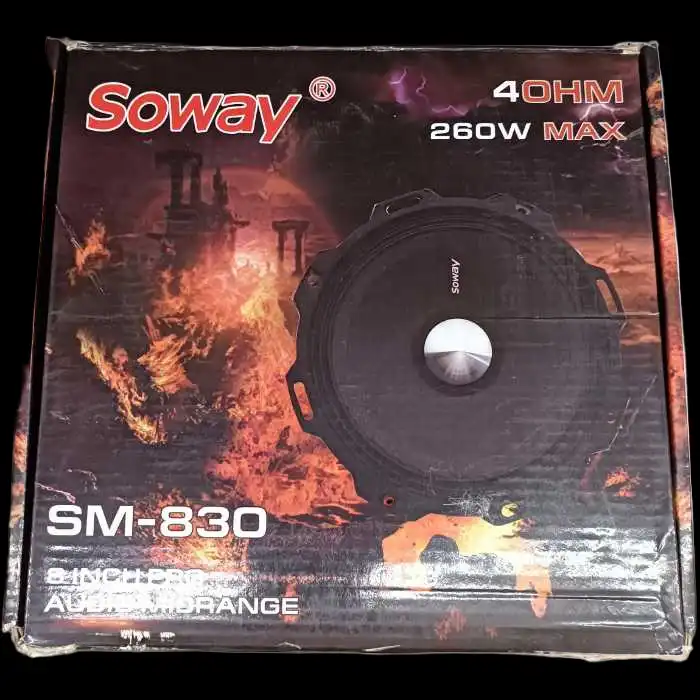 Soway ®
4OHM
260W MAX
soway
SM-830
8 INCH PRO
AUDIO MIDRANGE